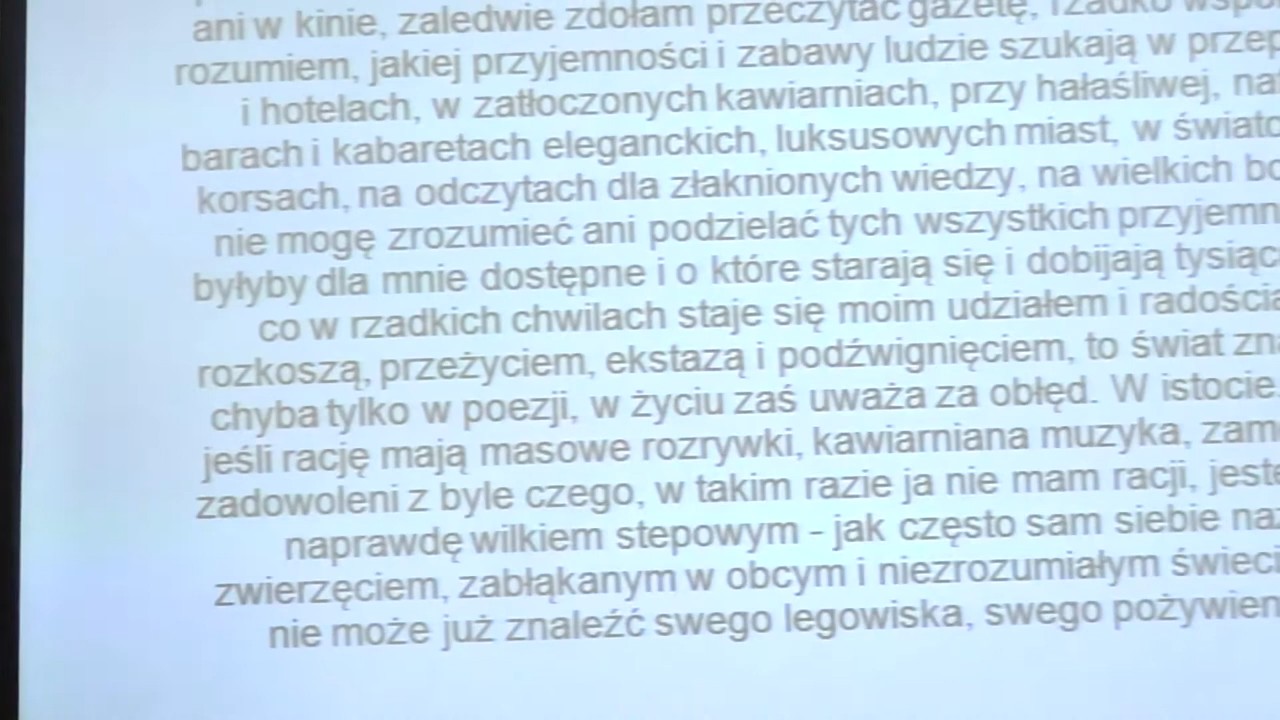 ani w kinie, zaledwie zdołam przeczytać gazetę, rzadko
rozumiem, jakiej przyjemności i zabawy ludzie szukają w
i hotelach, w zatłoczonych kawiarniach, przy hałaśliwej,
barach i kabaretach eleganckich, luksusowych miast, w
korsach, na odczytach dla złaknionych wiedzy, na wielkich
nie mogę zrozumieć ani podzielać tych wszystkich
byłyby dla mnie dostępne i o które starają się i dobijają
co w rzadkich chwilach staje się moim udziałem i
rozkoszą, przeżyciem, ekstazą i podźwignięciem, to świat
chyba tylko w poezji, w życiu zaś uważa za obłęd. W istocie,
jeśli rację mają masowe rozrywki, kawiarniana muzyka,
zadowoleni z byle czego, w takim razie ja nie mam racji,
naprawdę wilkiem stepowym - jak często sam siebie
zwierzęciem, zabłąkanym w obcym i niezrozumiałym
nie może już znaleźć swego legowiska, swego